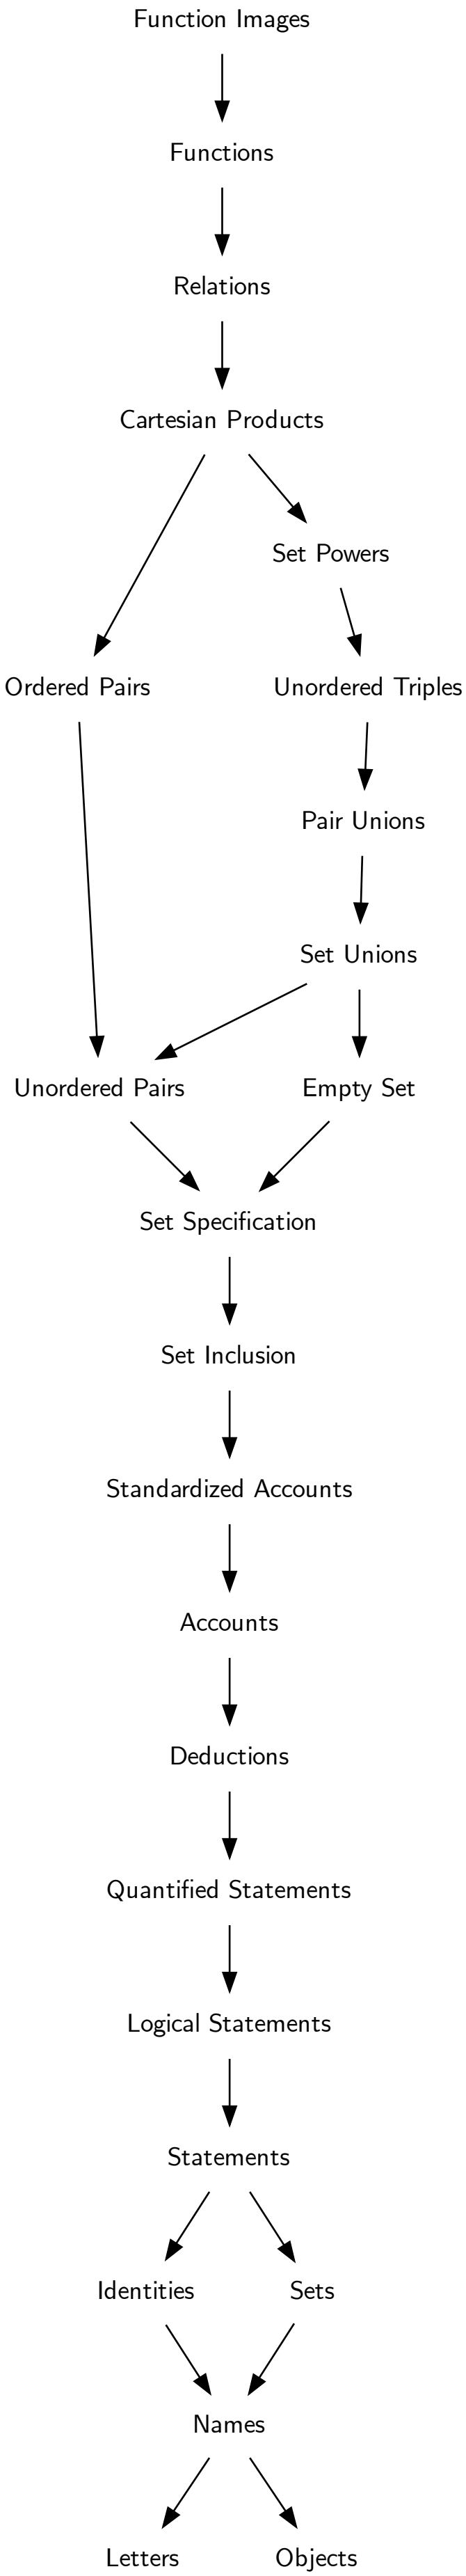 Function Images
Functions
Relations
Cartesian Products
Set Powers
Ordered Pairs
Unordered Triples
Pair Unions
Set Unions
Unordered Pairs
Empty Set
Set Specification
Set Inclusion
Standardized Accounts
Accounts
Deductions
Quantified Statements
Logical Statements
Statements
Identities
Sets
Names
Letters
Objects